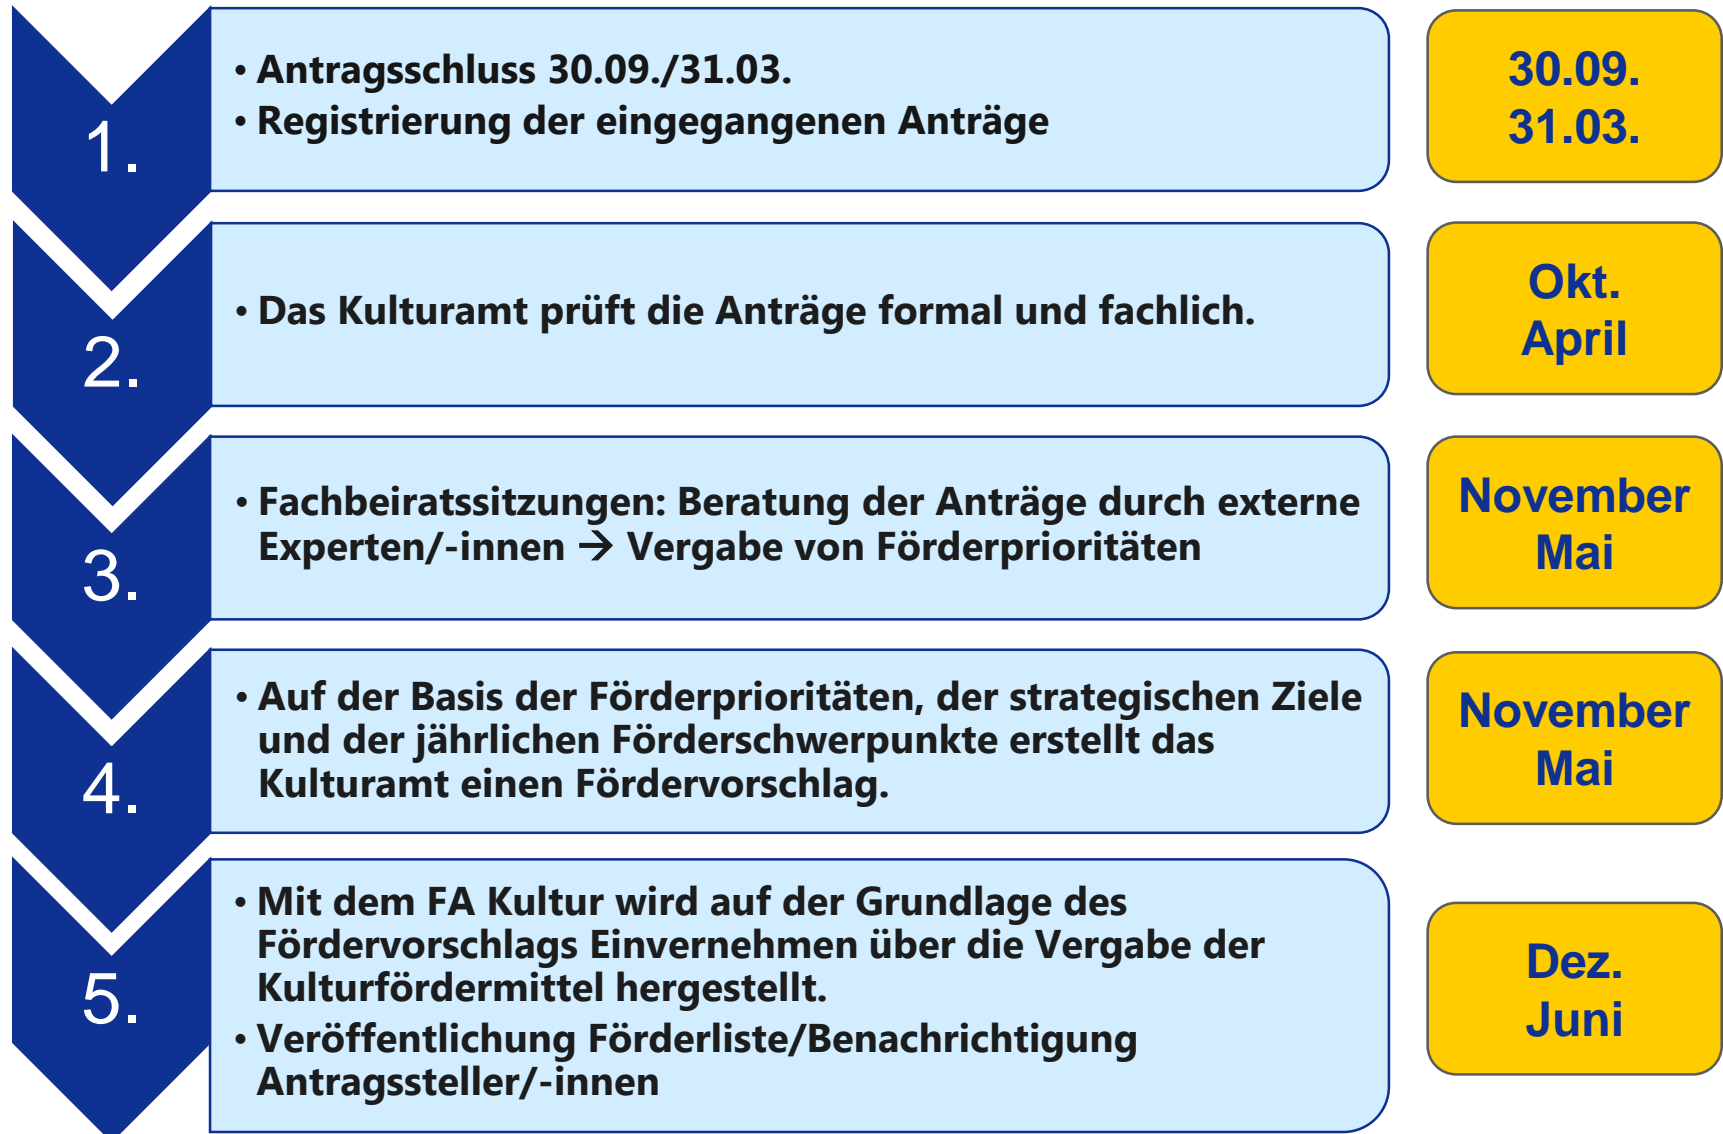 1.
• Antragsschluss 30.09./31.03.
• Registrierung der eingegangenen Anträge
30.09.
31.03.
2.
• Das Kulturamt prüft die Anträge formal und fachlich.
Okt.
April
3.
• Fachbeiratssitzungen: Beratung der Anträge durch externe
Experten/-innen → Vergabe von Förderprioritäten
November
Mai
4.
• Auf der Basis der Förderprioritäten, der strategischen Ziele
und der jährlichen Förderschwerpunkte erstellt das
Kulturamt einen Fördervorschlag.
November
Mai
5.
• Mit dem FA Kultur wird auf der Grundlage des
Fördervorschlags Einvernehmen über die Vergabe der
Kulturfördermittel hergestellt.
• Veröffentlichung Förderliste/Benachrichtigung
Antragssteller/-innen
Dez.
Juni